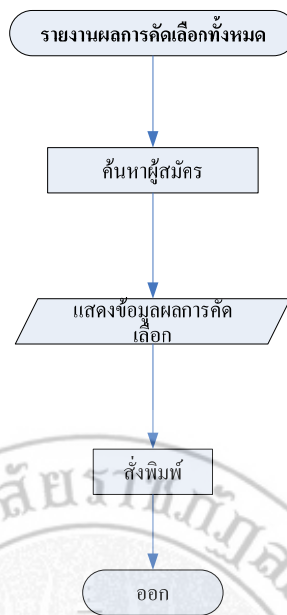 รายงานผลการคัดเลือกทั้งหมด
ค้นหาผู้สมัคร
แสดงข้อมูลผลการคัด
เลือก
สั่งพิมพ์
ออก